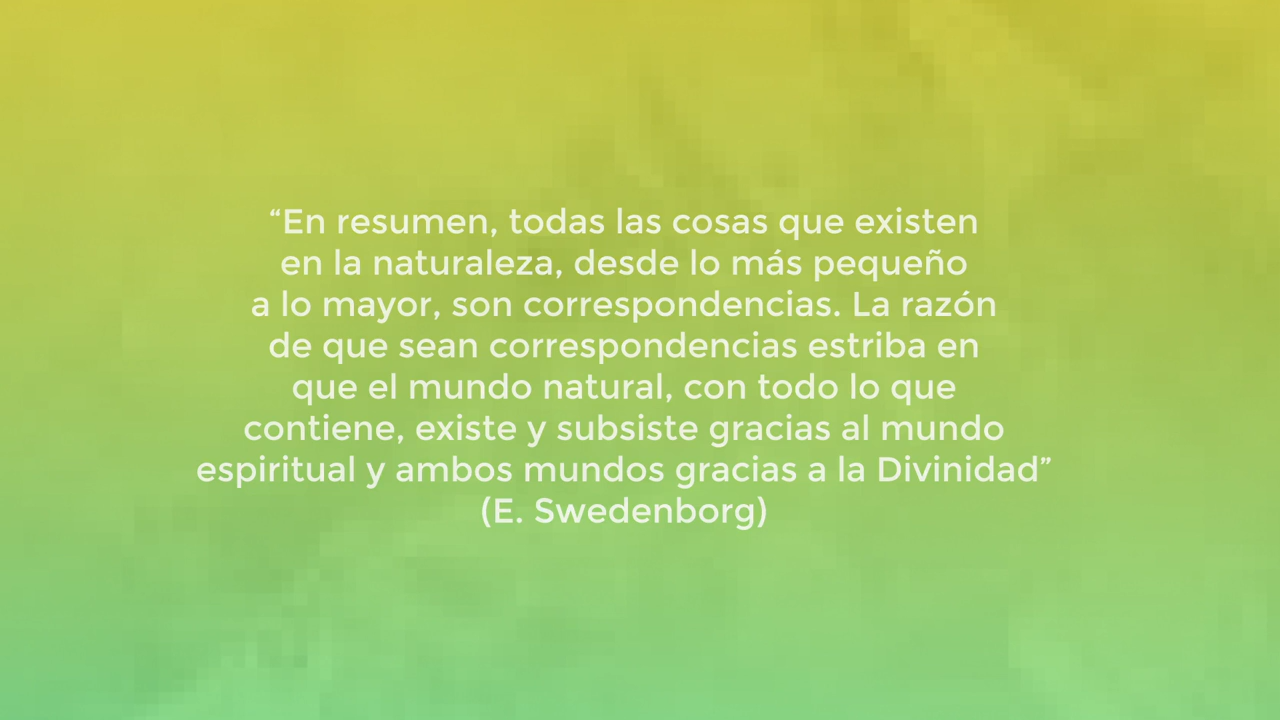 “En resumen, todas las cosas que existen
en la naturaleza, desde lo más pequeño
a lo mayor, son correspondencias. La razón
de que sean correspondencias estriba en
que el mundo natural, con todo lo que
contiene, existe y subsiste gracias al mundo
espiritual y ambos mundos gracias a la Divinidad”
(E. Swedenborg)